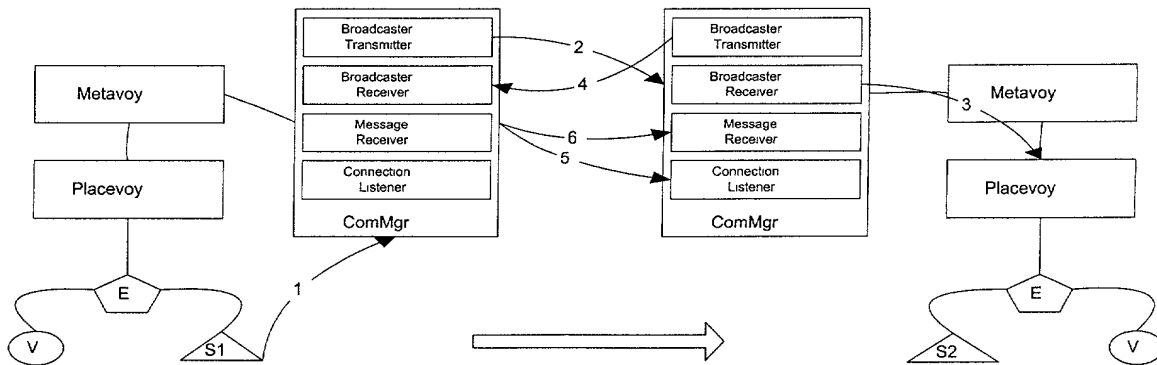 Broadcaster
Transmitter
Broadcaster
Receiver
Message
Receiver
Connection
Listener
ComMgr
Metavoy
Placevoy
E
V
S1
1
2
4
6
5
Broadcaster
Transmitter
Broadcaster
Receiver
Message
Receiver
Connection
Listener
ComMgr
3
Metavoy
Placevoy
E
S2
V